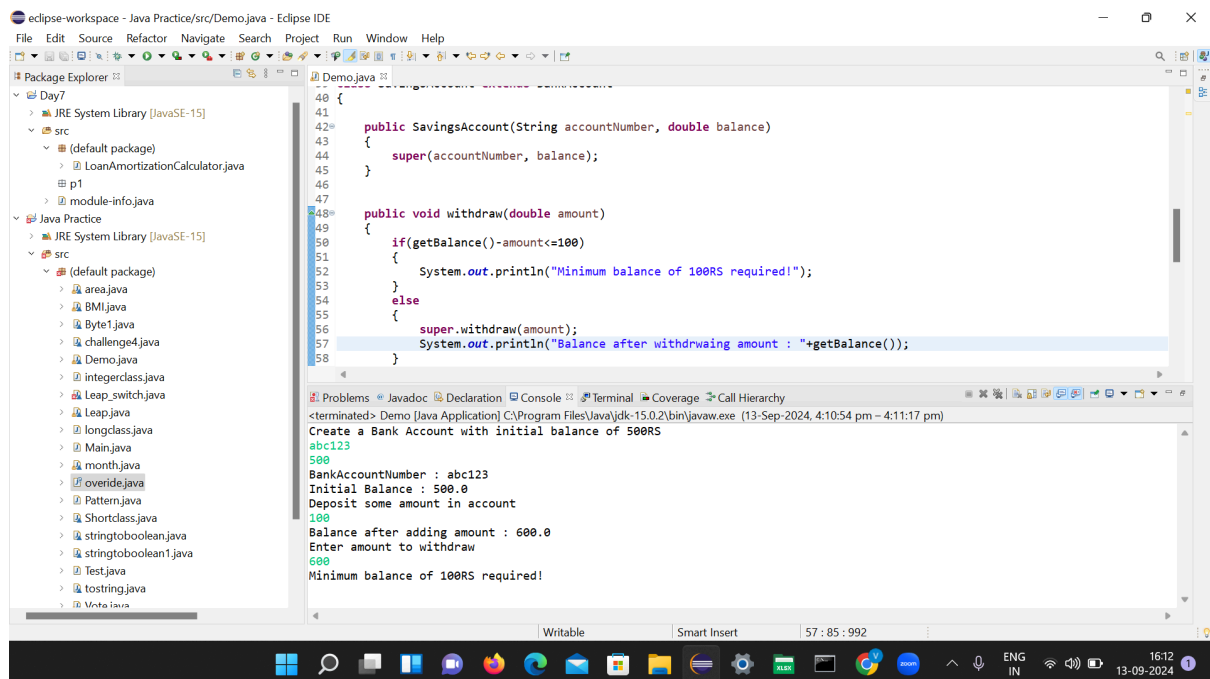 eclipse-workspace - Java Practice/src/Demo.java - Eclipse IDE
File Edit Source Refactor Navigate Search Project Run Window Help
Package Explorer
Day7
JRE System Library [JavaSE-15]
src
(default package)
LoanAmortizationCalculator.java
p1
module-info.java
Java Practice
JRE System Library [JavaSE-15]
src
(default package)
area.java
BMI.java
Byte1.java
challenge4.java
Demo.java
integerclass.java
Leap_switch.java
Leap.java
longclass.java
Main.java
month.java
overide.java
Pattern.java
Shortclass.java
stringtoboolean.java
stringtoboolean1.java
Test.java
tostring.java
Vote.java
Demo.java
40 {
41
42 public SavingsAccount(String accountNumber, double balance)
43 {
44 super(accountNumber, balance);
45 }
46
47
48 public void withdraw(double amount)
49 {
50 if(getBalance()-amount<=100)
51 {
52 System.out.println("Minimum balance of 100RS required!");
53 }
54 else
55 {
56 super.withdraw(amount);
57 System.out.println("Balance after withdrwaing amount : "+getBalance());
58 }
Problems Javadoc Declaration Console Terminal Coverage Call Hierarchy
<terminated> Demo [Java Application] C:\Program Files\Java\jdk-15.0.2\bin\javaw.exe (13-Sep-2024, 4:10:54 pm – 4:11:17 pm)
Create a Bank Account with initial balance of 500RS
abc123
500
BankAccountNumber : abc123
Initial Balance : 500.0
Deposit some amount in account
100
Balance after adding amount : 600.0
Enter amount to withdraw
600
Minimum balance of 100RS required!
Writable Smart Insert 57 : 85 : 992
XLSX
V
zoom
ENG
IN
16:12
13-09-2024
1